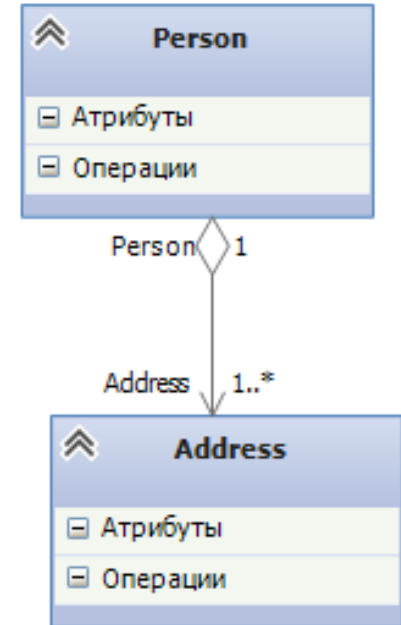 Person
Атрибуты
Операции
Person 1
Address 1..*
Address
Атрибуты
Операции